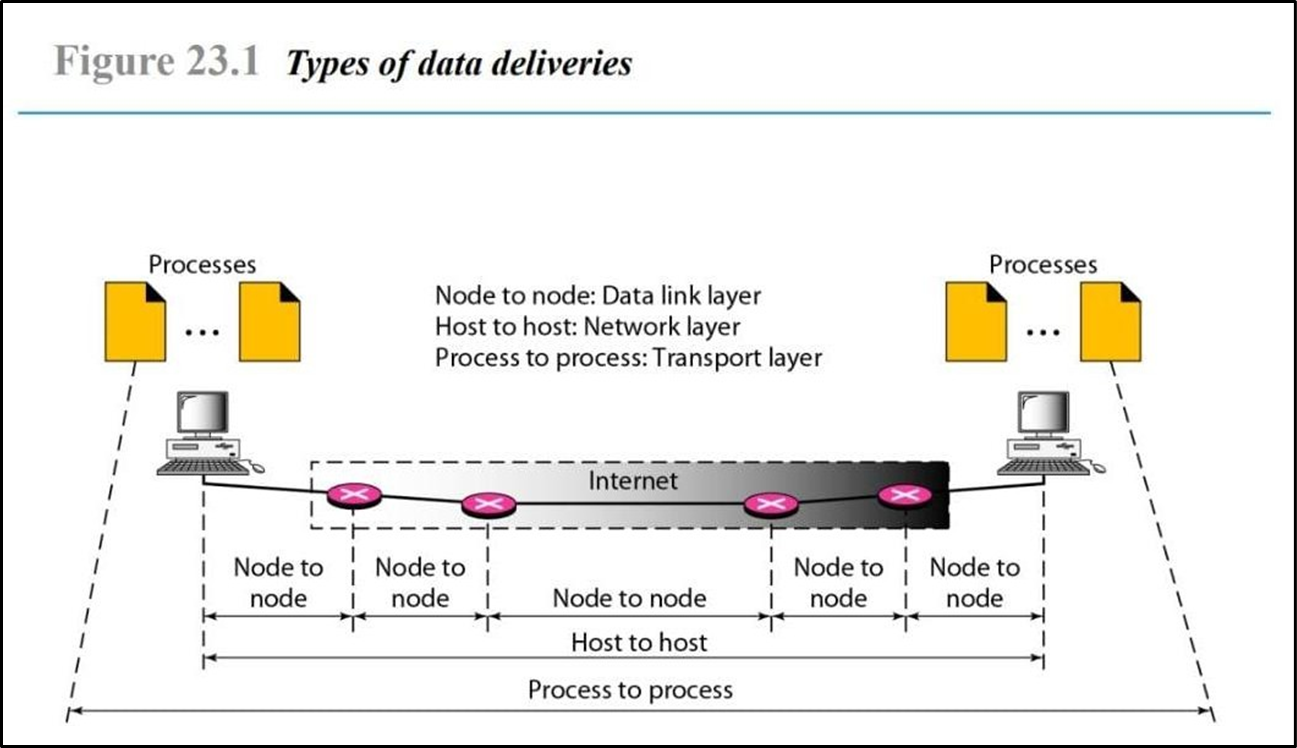 Figure 23.1 Types of data deliveries
Processes
Processes
...
...
Node to node: Data link layer
Host to host: Network layer
Process to process: Transport layer
Internet
Node to
node
Node to
node
Node to node
Node to
node
Node to
node
Host to host
Process to process